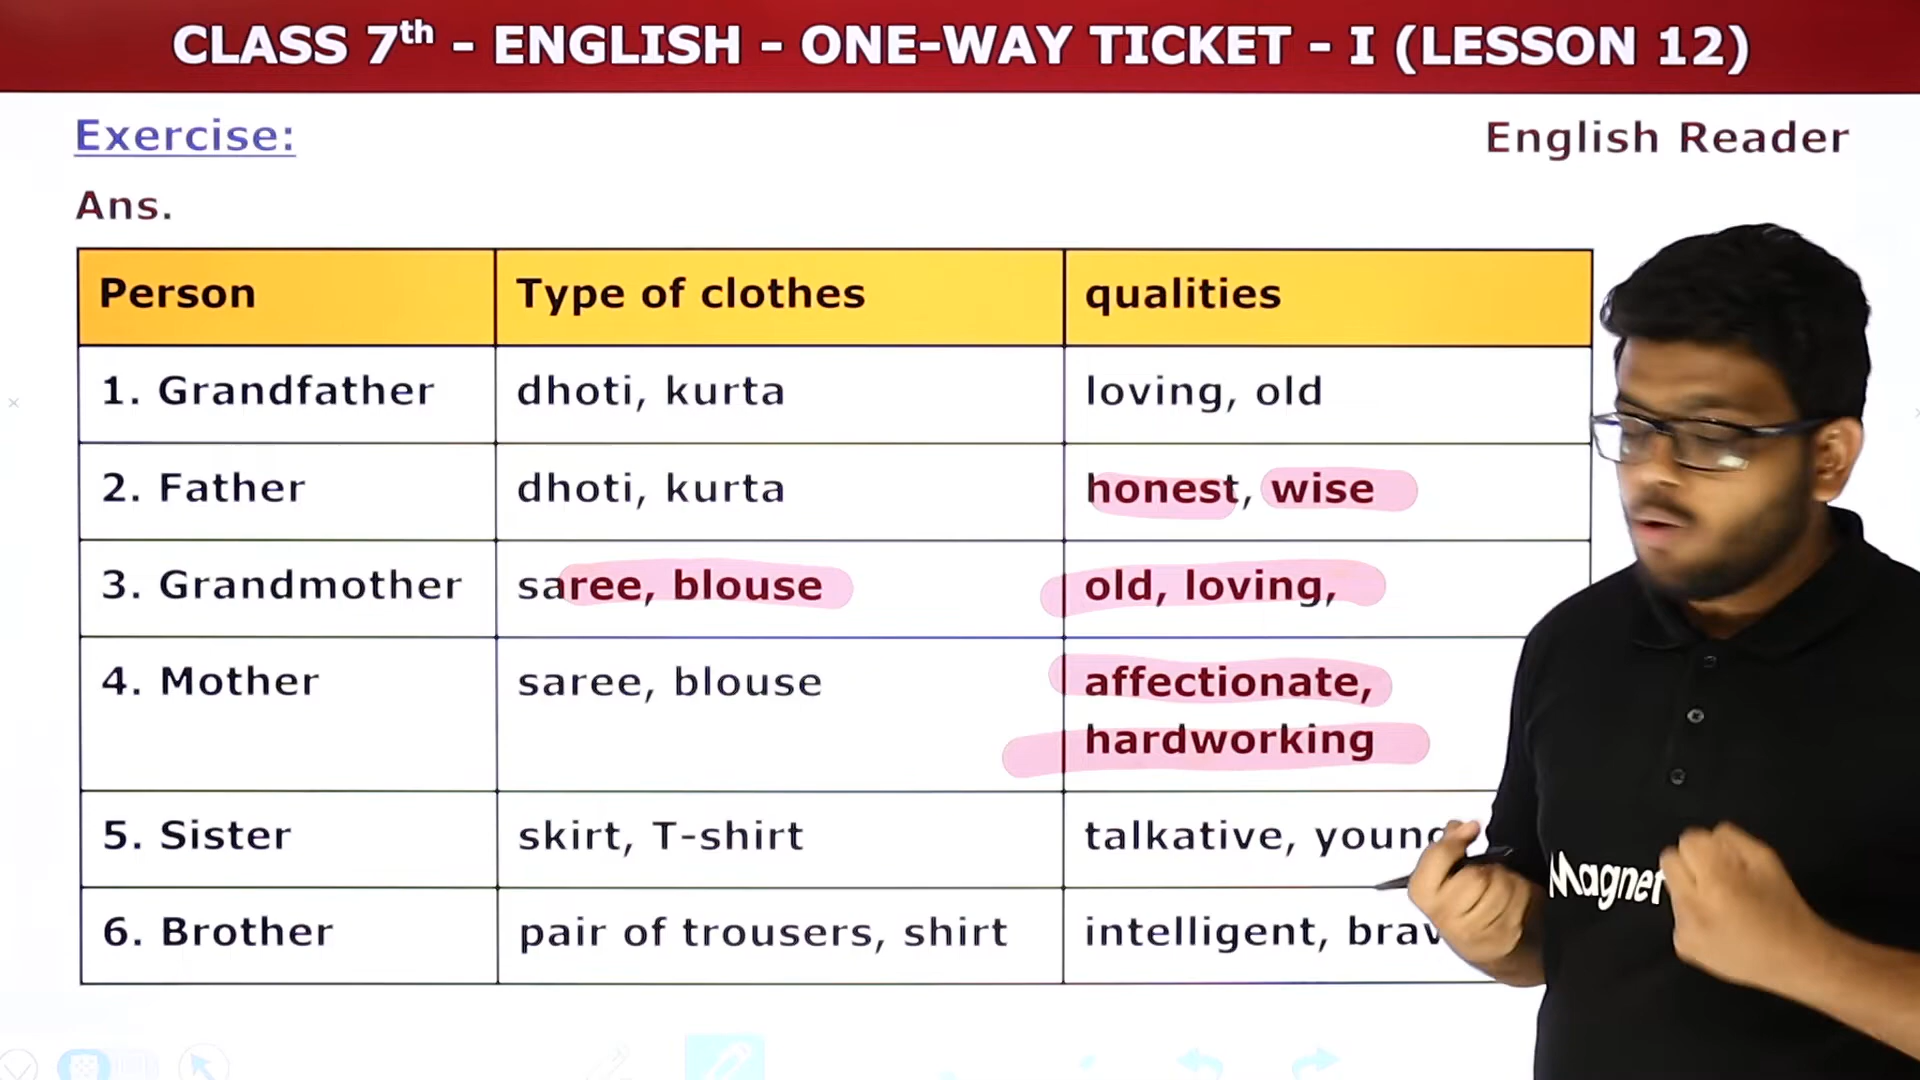 CLASS 7th - ENGLISH - ONE-WAY TICKET - I (LESSON 12)
Exercise:
English Reader
Ans.
Person Type of clothes qualities
1. Grandfather dhoti, kurta loving, old
2. Father dhoti, kurta honest, wise
3. Grandmother saree, blouse old, loving,
4. Mother saree, blouse affectionate,
hardworking
5. Sister skirt, T-shirt talkative,
6. Brother pair of trousers, shirt intelligent,
Magnet